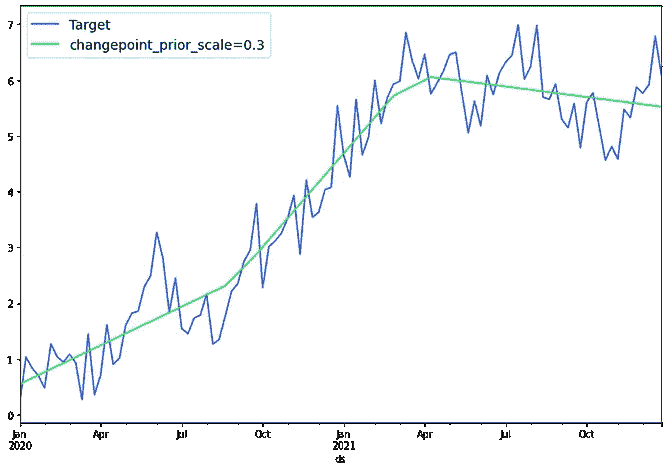 Target
changepoint_prior_scale=0.3
7
6
5
4
3
2
1
0
Jan Apr Jul Oct Jan Apr Jul Oct
2020 2021
ds